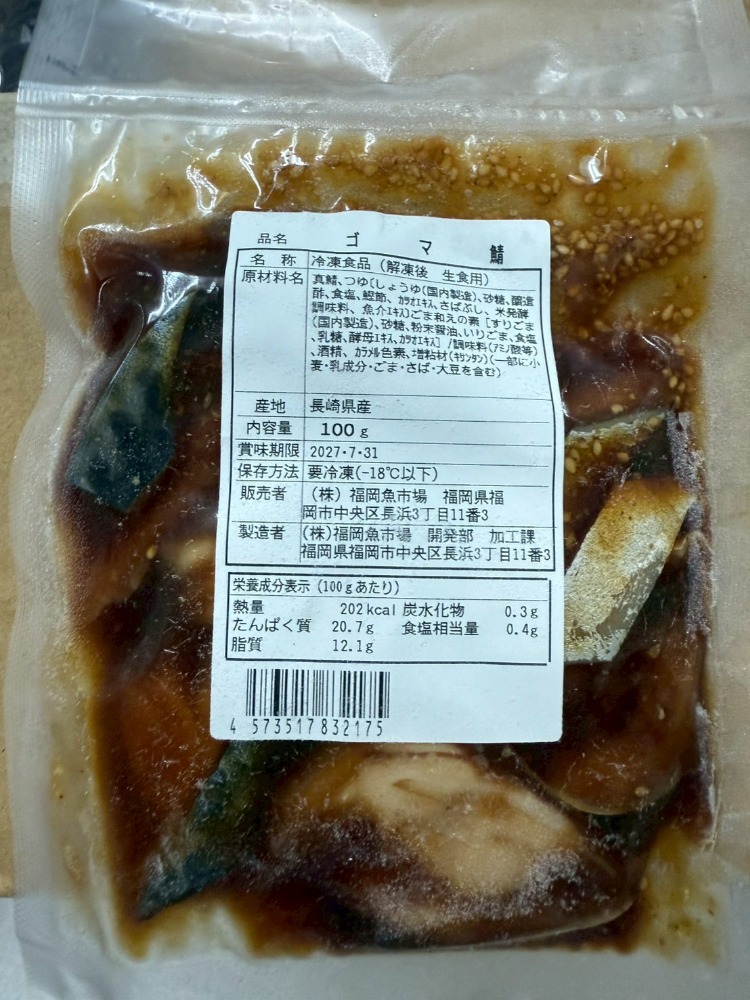 品名 ゴマ鯖
名称 冷凍食品（解凍後 生食用）
原材料名 真鯖、つゆ[しょうゆ(国内製造)、砂糖、醸造
酢、食塩、鰹節、カツオエキス、さばぶし、米発酵
調味料、魚介エキス]ごま和えの素［すりごま
(国内製造)、砂糖、粉末醤油、いりごま、食塩
、乳糖、酵母エキス、カツオエキス］/調味料(アミノ酸等)
、酒精、カラメル色素、増粘材(キサンタン)(一部に小
麦・乳成分・ごま・さば・大豆を含む)
産地 長崎県産
内容量 100g
賞味期限 2027・7・31
保存方法 要冷凍(-18℃以下)
販売者 （株）福岡魚市場 福岡県福
岡市中央区長浜3丁目11番3
製造者 (株)福岡魚市場 開発部 加工課
福岡県福岡市中央区長浜3丁目11番3
栄養成分表示（100gあたり）
熱量 202kcal 炭水化物 0.3g
たんぱく質 20.7g 食塩相当量 0.4g
脂質 12.1g
4 573517 832175